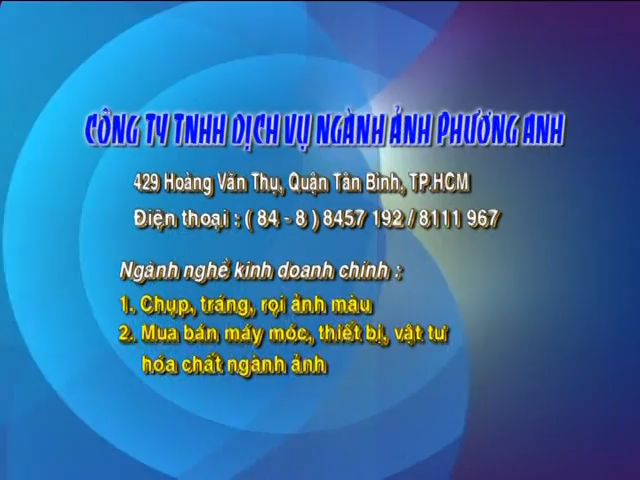 CÔNG TY TNHH DỊCH VỤ NGÀNH ẢNH PHƯƠNG ANH
429 Hoàng Văn Thụ, Quận Tân Bình, TP.HCM
Điện thoại : ( 84 - 8 ) 8457 192 / 8111 967
Ngành nghề kinh doanh chính :
1. Chụp, tráng, rọi ảnh màu
2. Mua bán máy móc, thiết bị, vật tư
hóa chất ngành ảnh